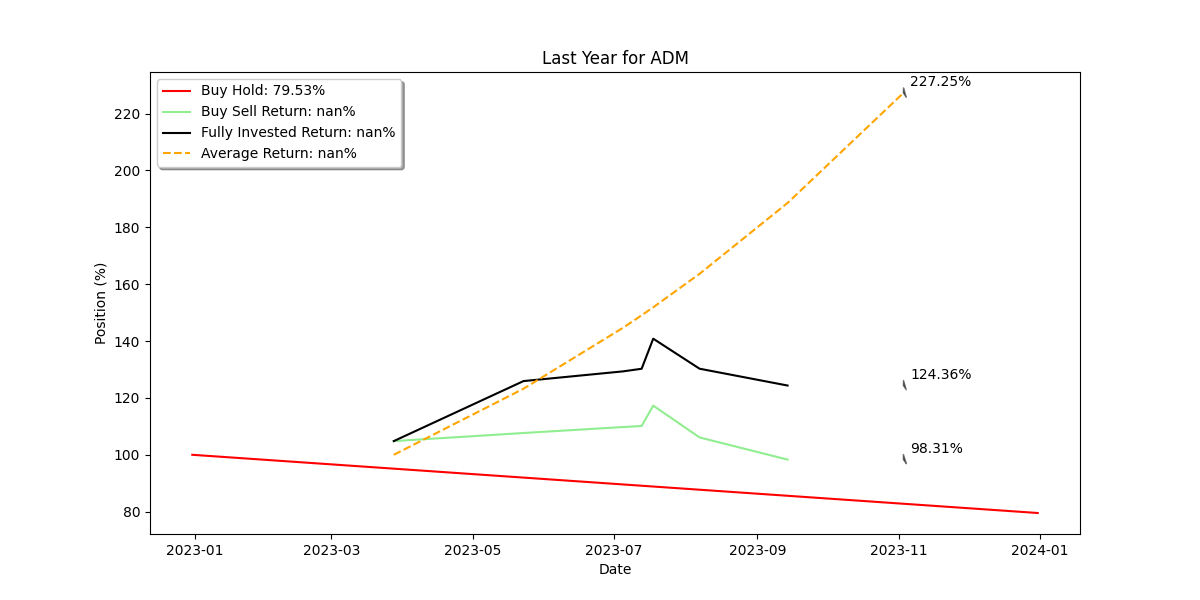 Last Year for ADM
Buy Hold: 79.53%
Buy Sell Return: nan%
Fully Invested Return: nan%
Average Return: nan%
227.25%
124.36%
98.31%
Position (%)
220
200
180
160
140
120
100
80
2023-01
2023-03
2023-05
2023-07
2023-09
2023-11
2024-01
Date